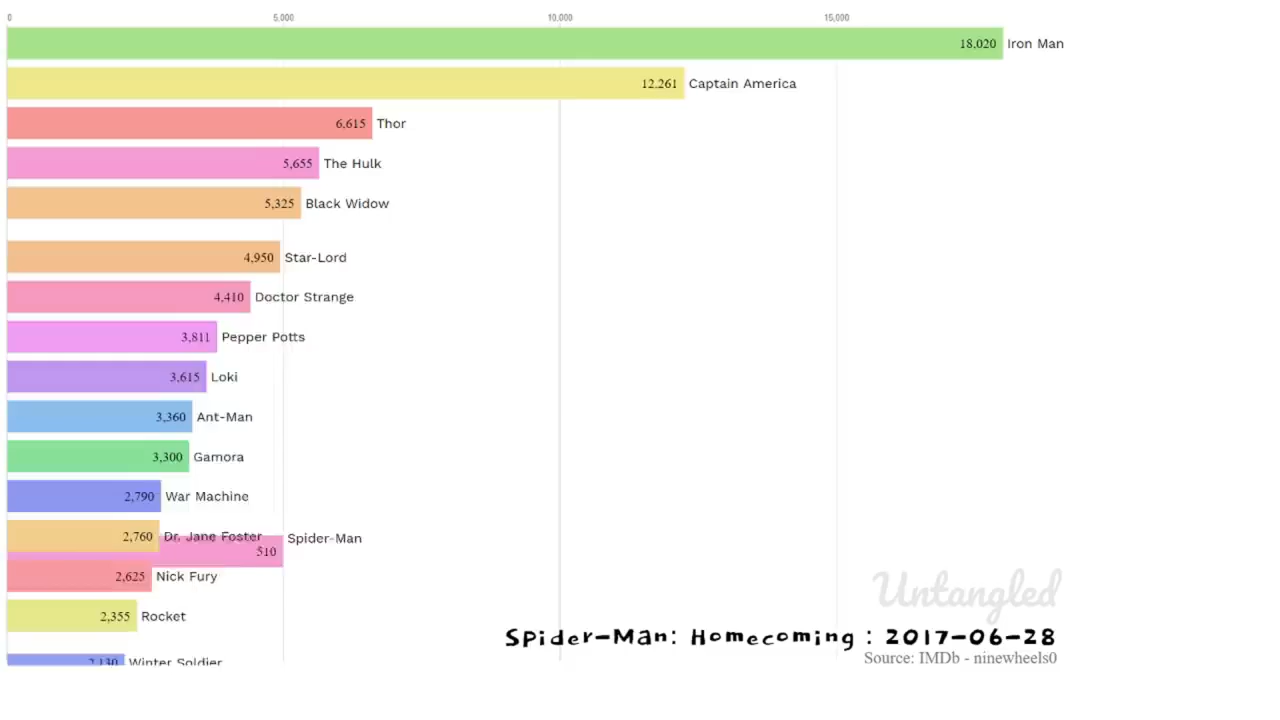 0 5,000 10,000 15,000
18,020 Iron Man
12,261 Captain America
6,615 Thor
5,655 The Hulk
5,325 Black Widow
4,950 Star-Lord
4,410 Doctor Strange
3,811 Pepper Potts
3,615 Loki
3,360 Ant-Man
3,300 Gamora
2,790 War Machine
2,760 Dr. Jane Foster
510 Spider-Man
2,625 Nick Fury
2,355 Rocket
2,130 Winter Soldier
Untangled
Spider-Man: Homecoming : 2017-06-28
Source: IMDb - ninewheels0